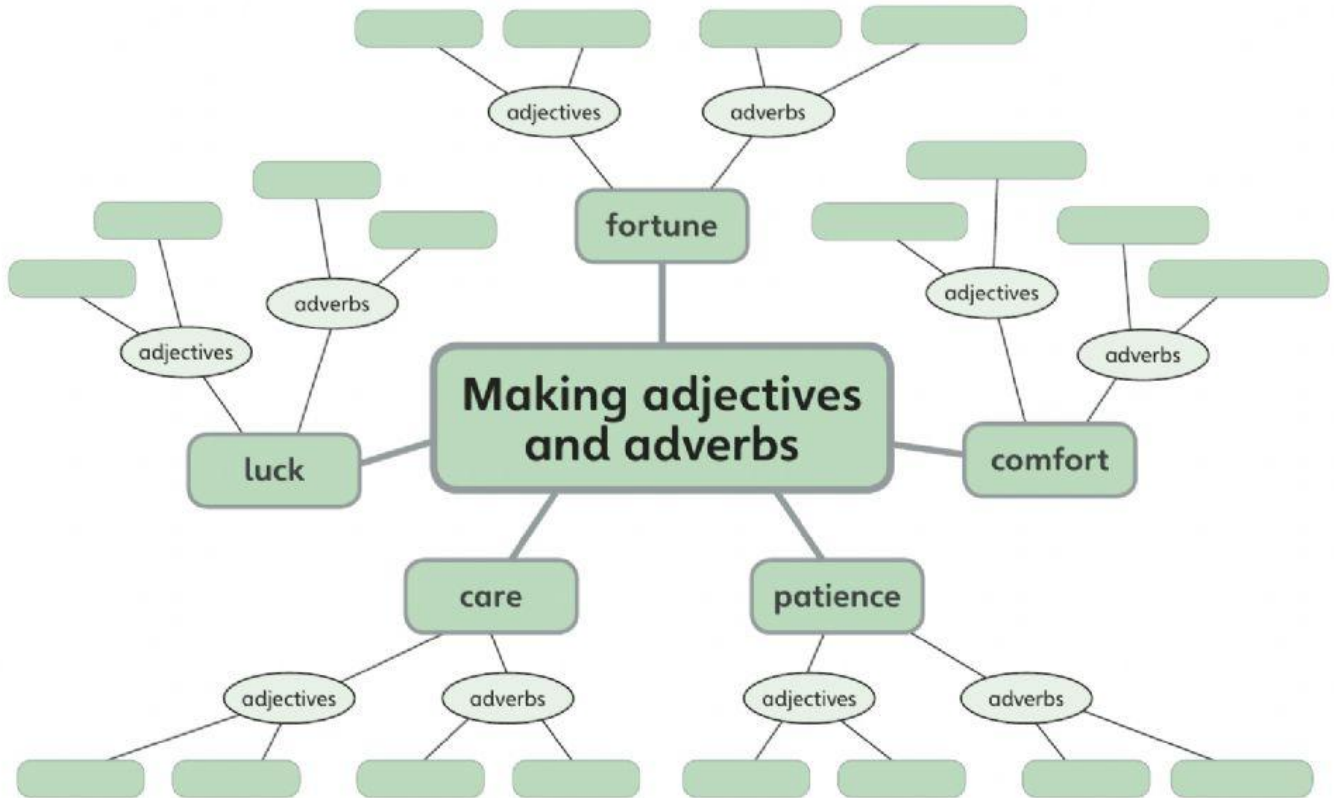 adjectives
adverbs
fortune
adjectives
adverbs
luck
adjectives
adverbs
comfort
Making adjectives
and adverbs
care
adjectives
adverbs
patience
adjectives
adverbs